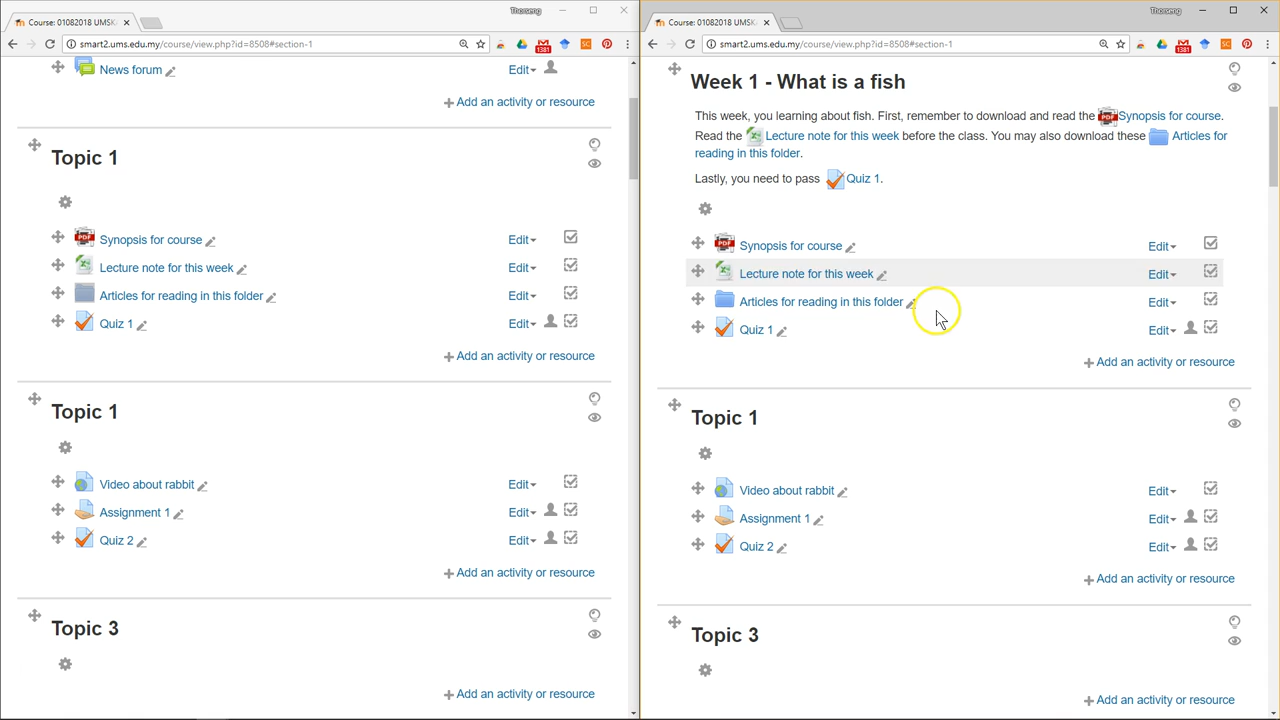 Thorseng
Course: 01082018 UMSK
smart2.ums.edu.my/course/view.php?id=8508#section-1
1381
SC
News forum
Edit
Add an activity or resource
Topic 1
PDF
Synopsis for course
Edit
Lecture note for this week
Edit
Articles for reading in this folder
Edit
Quiz 1
Edit
Add an activity or resource
Topic 1
Video about rabbit
Edit
Assignment 1
Edit
Quiz 2
Edit
Add an activity or resource
Topic 3
Add an activity or resource
Thorseng
Course: 01082018 UMSK
smart2.ums.edu.my/course/view.php?id=8508#section-1
1381
SC
Week 1 - What is a fish
This week, you learning about fish. First, remember to download and read the PDF Synopsis for course.
Read the Lecture note for this week before the class. You may also download these Articles for
reading in this folder.
Lastly, you need to pass Quiz 1.
PDF
Synopsis for course
Edit
Lecture note for this week
Edit
Articles for reading in this folder
Edit
Quiz 1
Edit
Add an activity or resource
Topic 1
Video about rabbit
Edit
Assignment 1
Edit
Quiz 2
Edit
Add an activity or resource
Topic 3
Add an activity or resource